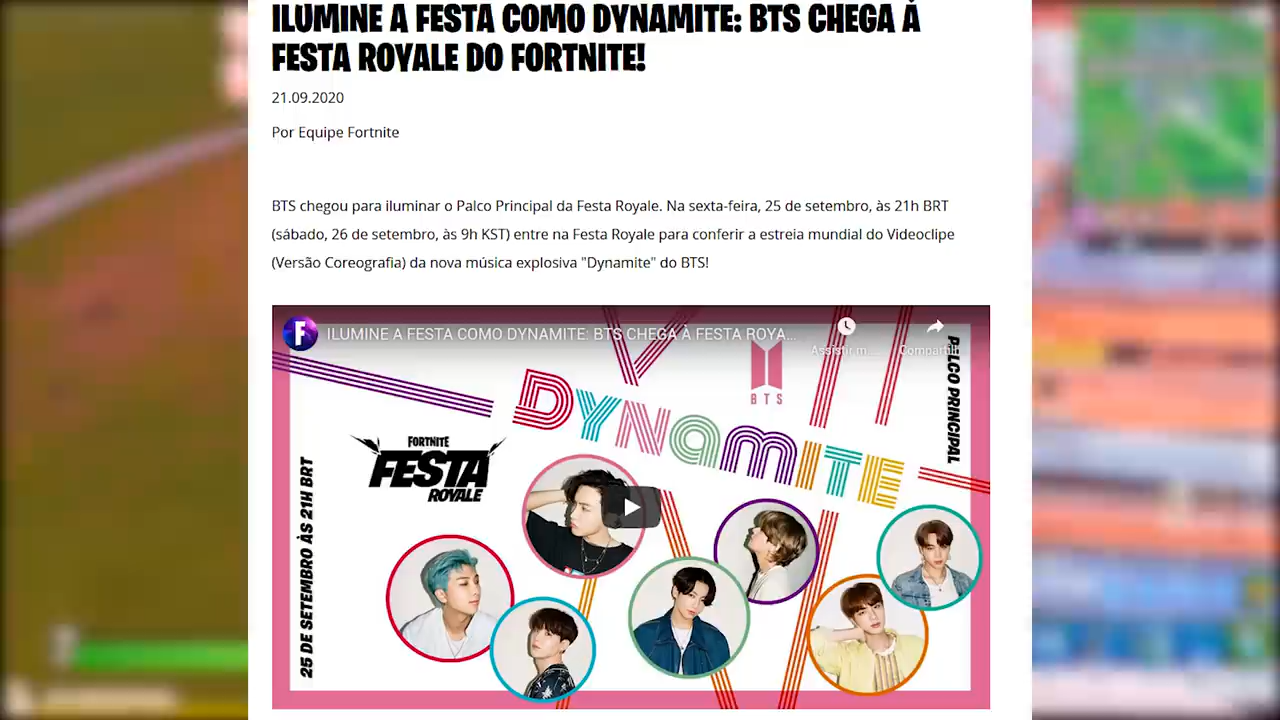 ILUMINE A FESTA COMO DYNAMITE: BTS CHEGA À
FESTA ROYALE DO FORTNITE!
21.09.2020
Por Equipe Fortnite
BTS chegou para iluminar o Palco Principal da Festa Royale. Na sexta-feira, 25 de setembro, às 21h BRT
(sábado, 26 de setembro, às 9h KST) entre na Festa Royale para conferir a estreia mundial do Videoclipe
(Versão Coreografia) da nova música explosiva "Dynamite" do BTS!
F
ILUMINE A FESTA COMO DYNAMITE: BTS CHEGA À FESTA ROYA...
Assistir m...
Compartilh
BTS
PALCO PRINCIPAL
DYNAMITE
FORTNITE
FESTA
ROYALE
25 DE SETEMBRO ÀS 21H BRT